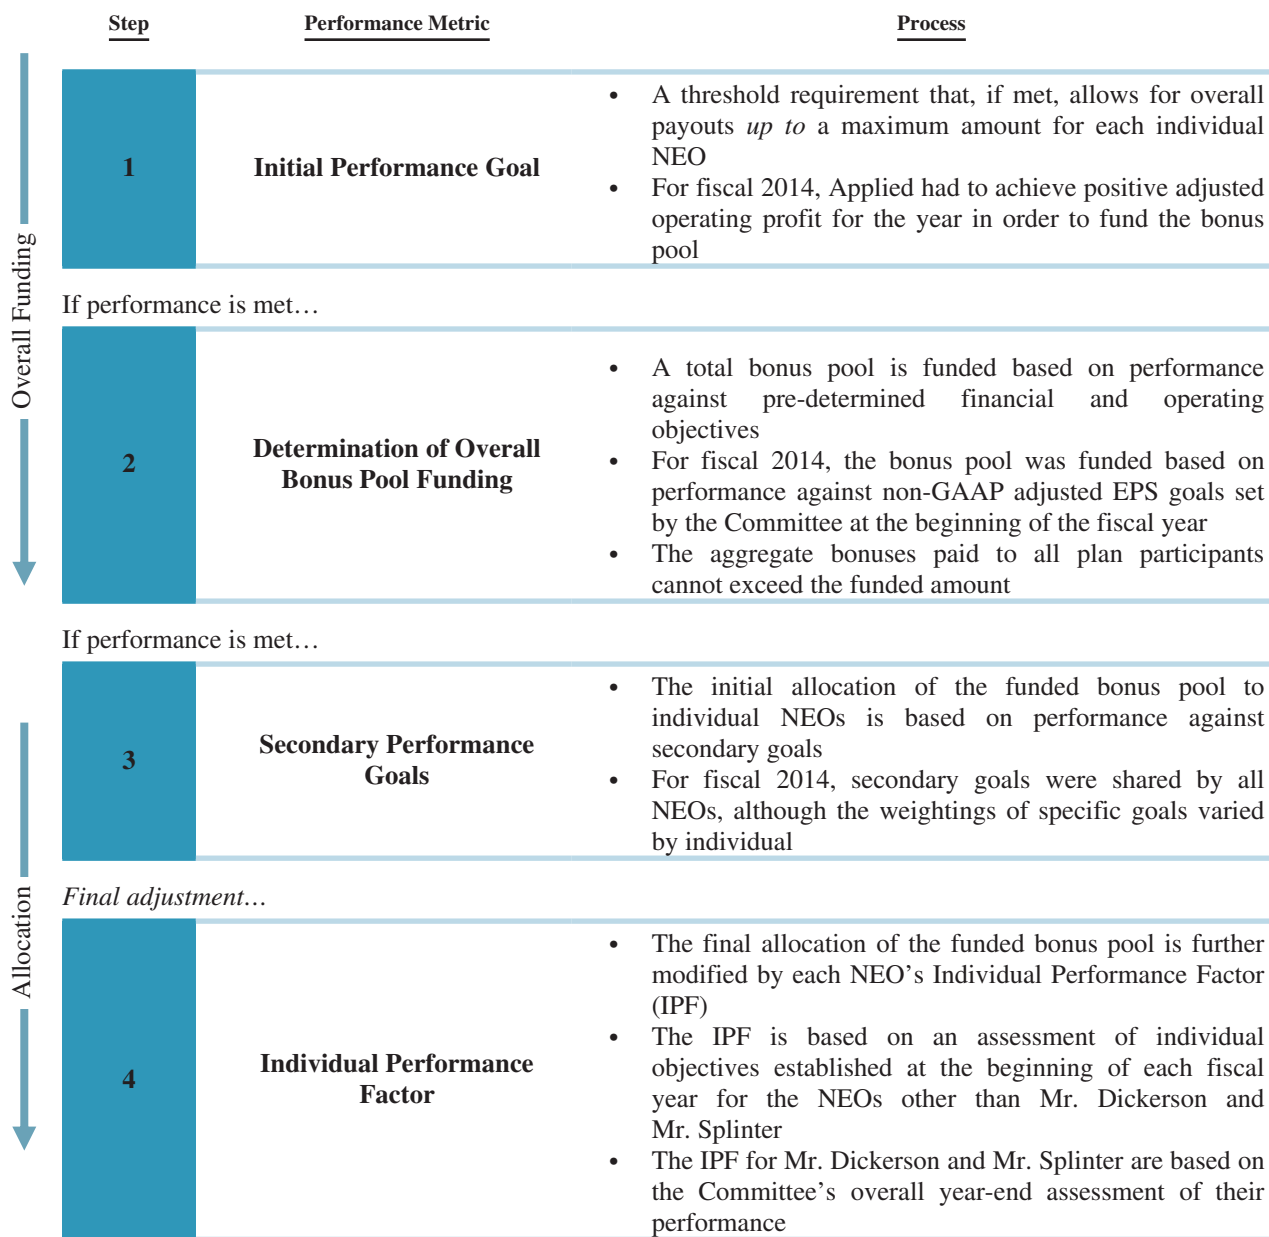 Step Performance Metric Process
Overall Funding
• A threshold requirement that, if met, allows for overall
payouts up to a maximum amount for each individual
NEO
1 Initial Performance Goal
• For fiscal 2014, Applied had to achieve positive adjusted
operating profit for the year in order to fund the bonus
pool
If performance is met…
• A total bonus pool is funded based on performance
against pre-determined financial and operating
objectives
2 Determination of Overall
Bonus Pool Funding
• For fiscal 2014, the bonus pool was funded based on
performance against non-GAAP adjusted EPS goals set
by the Committee at the beginning of the fiscal year
• The aggregate bonuses paid to all plan participants
cannot exceed the funded amount
If performance is met…
Allocation
• The initial allocation of the funded bonus pool to
individual NEOs is based on performance against
secondary goals
3 Secondary Performance
Goals
• For fiscal 2014, secondary goals were shared by all
NEOs, although the weightings of specific goals varied
by individual
Final adjustment…
• The final allocation of the funded bonus pool is further
modified by each NEO’s Individual Performance Factor
(IPF)
4 Individual Performance
Factor
• The IPF is based on an assessment of individual
objectives established at the beginning of each fiscal
year for the NEOs other than Mr. Dickerson and
Mr. Splinter
• The IPF for Mr. Dickerson and Mr. Splinter are based on
the Committee’s overall year-end assessment of their
performance